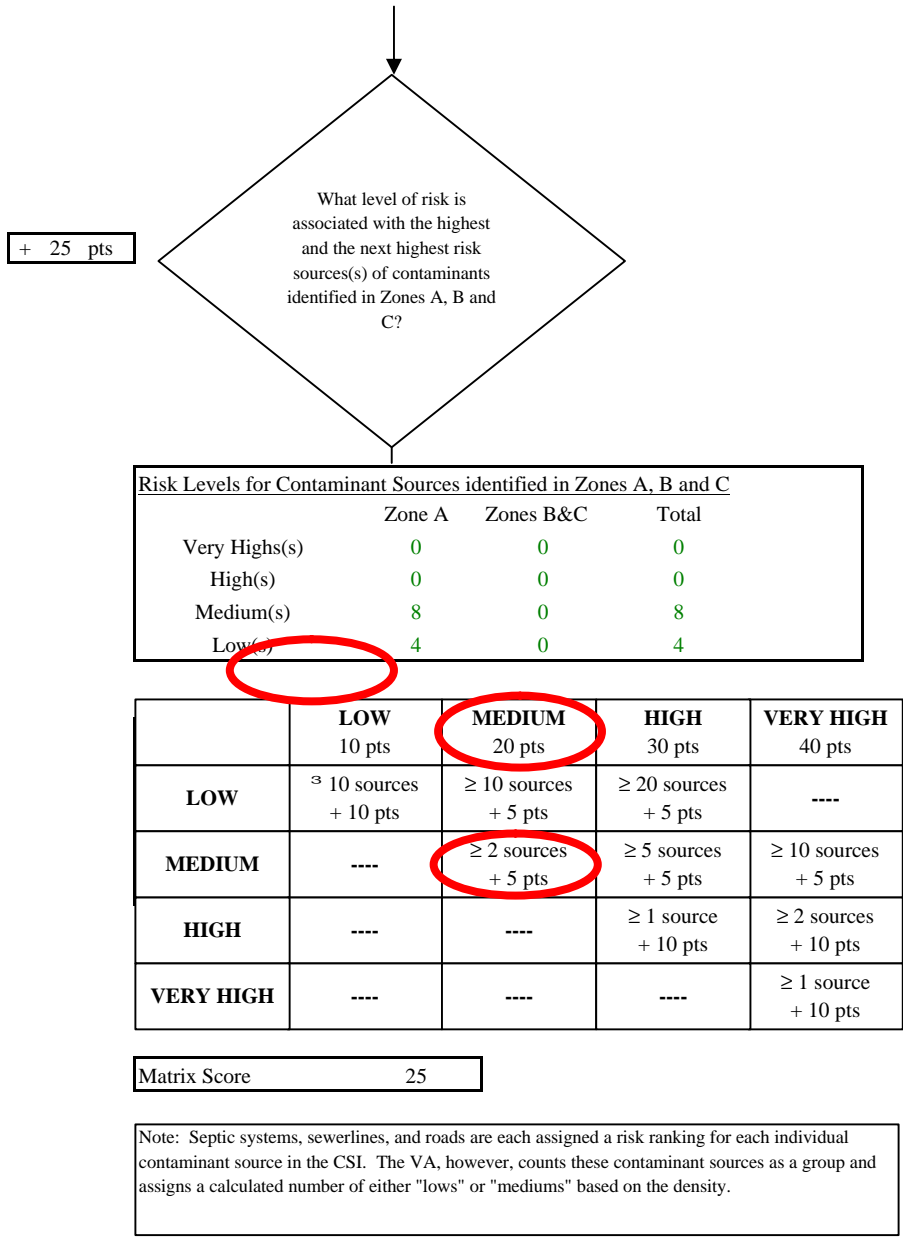 What level of risk is
associated with the highest
and the next highest risk
sources(s) of contaminants
identified in Zones A, B and
C?
+ 25 pts
Risk Levels for Contaminant Sources identified in Zones A, B and C
Zone A Zones B&C Total
Very Highs(s) 0 0 0
High(s) 0 0 0
Medium(s) 8 0 8
Low(s) 4 0 4
LOW MEDIUM HIGH VERY HIGH
10 pts 20 pts 30 pts 40 pts
LOW
³ 10 sources ≥ 10 sources ≥ 20 sources ----
+ 10 pts + 5 pts + 5 pts
MEDIUM
---- ≥ 2 sources ≥ 5 sources ≥ 10 sources
+ 5 pts + 5 pts + 5 pts
HIGH
---- ---- ≥ 1 source ≥ 2 sources
+ 10 pts + 10 pts
VERY HIGH
---- ---- ---- ≥ 1 source
+ 10 pts
Matrix Score 25
Note: Septic systems, sewerlines, and roads are each assigned a risk ranking for each individual
contaminant source in the CSI. The VA, however, counts these contaminant sources as a group and
assigns a calculated number of either "lows" or "mediums" based on the density.